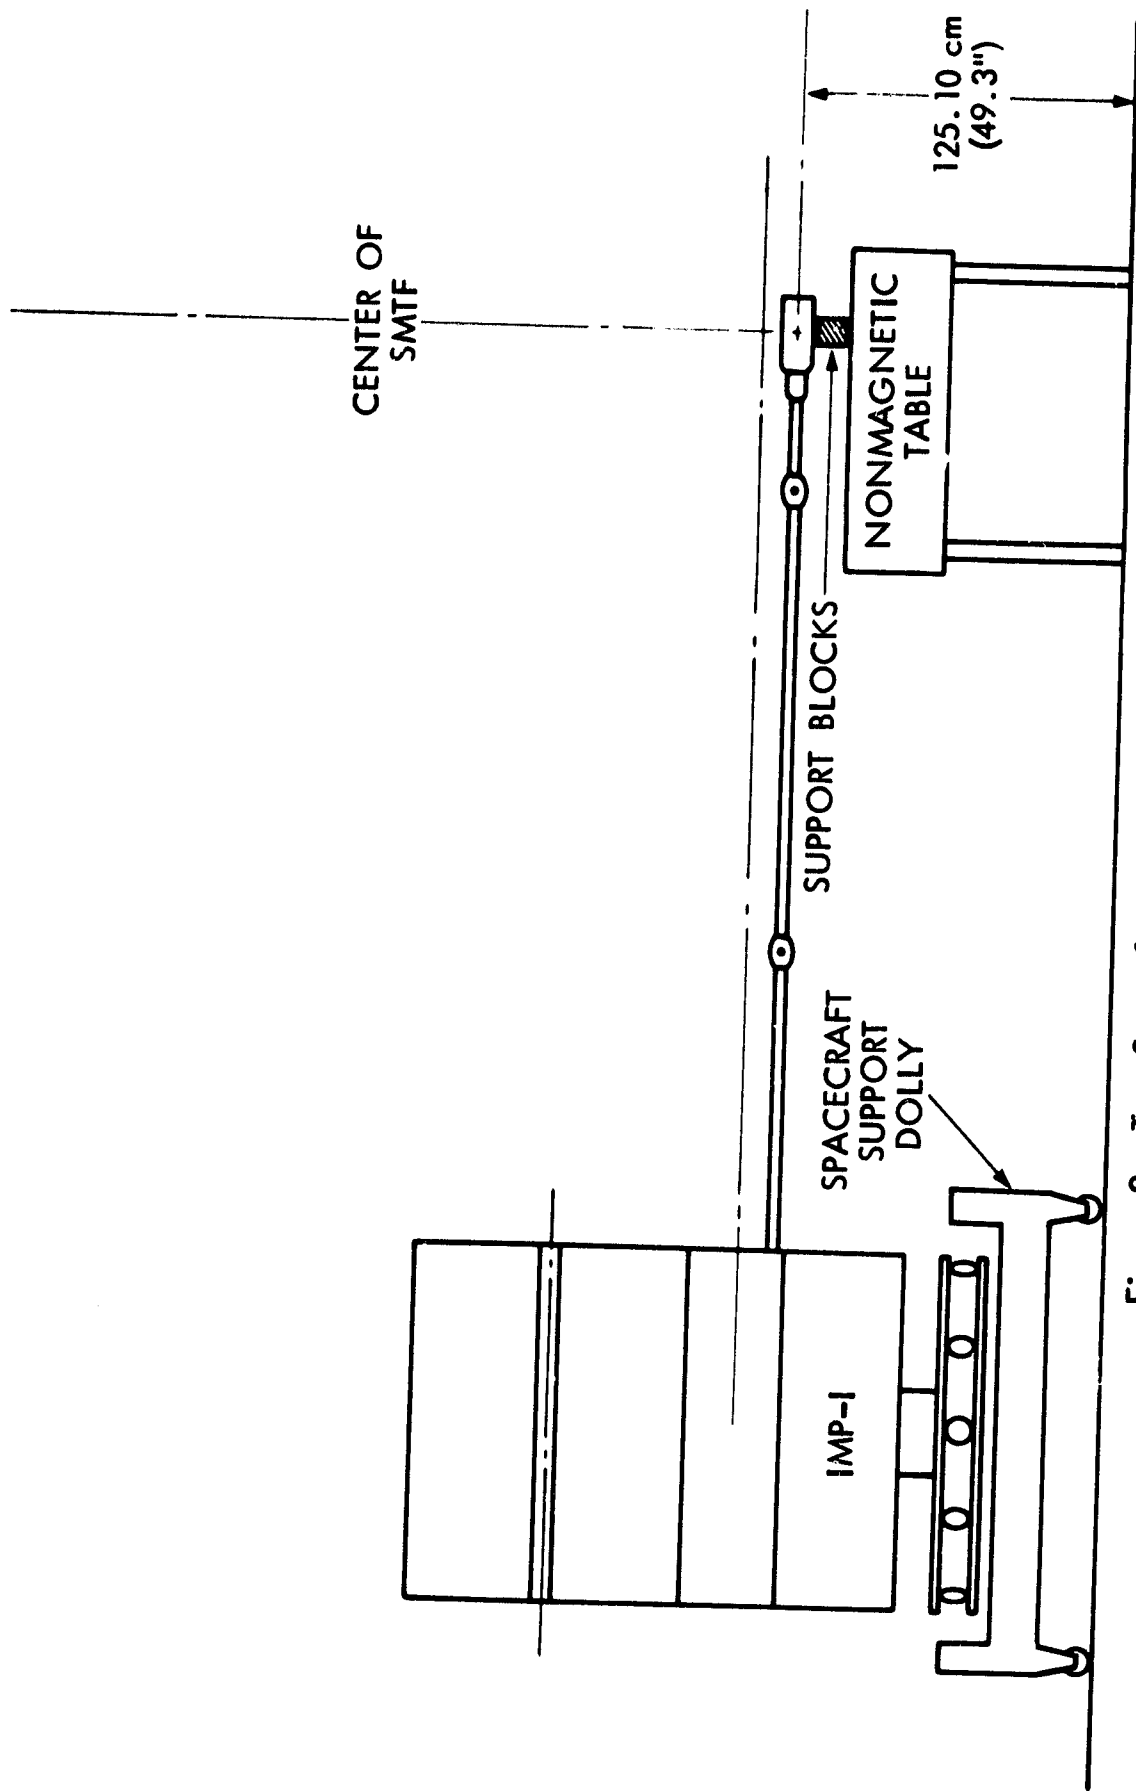 CENTER OF
SMTF
125.10 cm
(49.3")
NONMAGNETIC
TABLE
SUPPORT BLOCKS
SPACECRAFT
SUPPORT
DOLLY
IMP-I